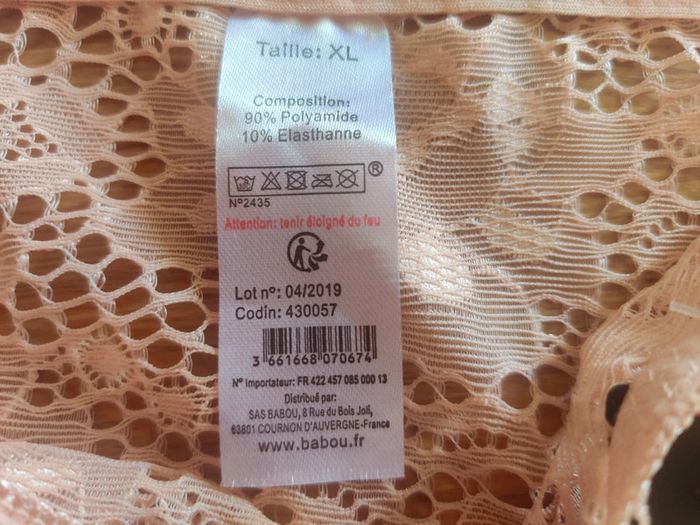 Taille: XL
Composition:
90% Polyamide
10% Elasthanne
®
N°2435
Attention: tenir éloigné du feu
Lot n°: 04/2019
Codin: 430057
3 661668 070674
N° Importateur: FR 422 457 085 000 13
Distribué par:
SAS BABOU, 8 Rue du Bois Joli,
63801 COURNON D'AUVERGNE-France
www.babou.fr